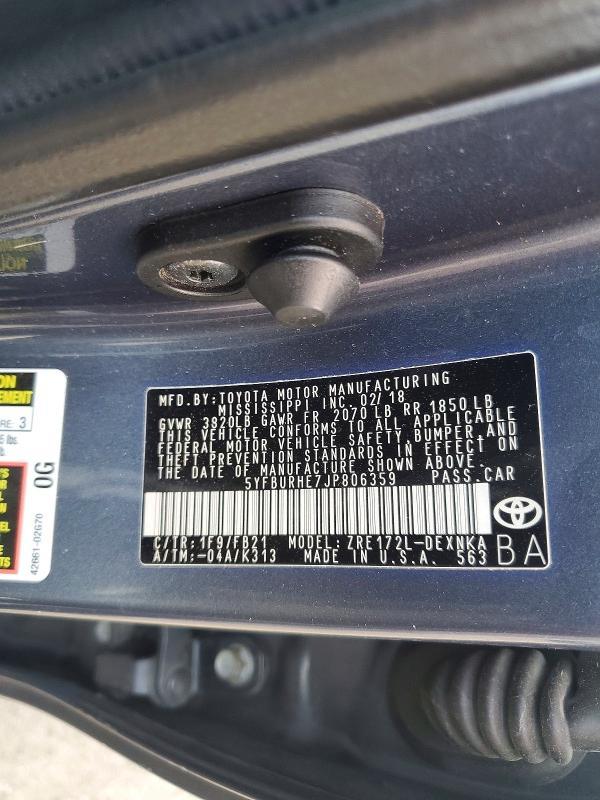 MFD.BY:TOYOTA MOTOR MANUFACTURING
MISSISSIPPI INC. 02/18
GVWR 3920LB GAWR FR 2070 LB RR 1850 LB
THIS VEHICLE CONFORMS TO ALL APPLICABLE
FEDERAL MOTOR VEHICLE SAFETY, BUMPER, AND
THEFT PREVENTION STANDARDS IN EFFECT ON
THE DATE OF MANUFACTURE SHOWN ABOVE.
5YFBURHE7JP806359 PASS.CAR
C/TR:1F9/FB21 MODEL:ZRE172L-DEXNKA
A/TM:-04A/K313 MADE IN U.S.A. 563
BA
0G
42661-02G70